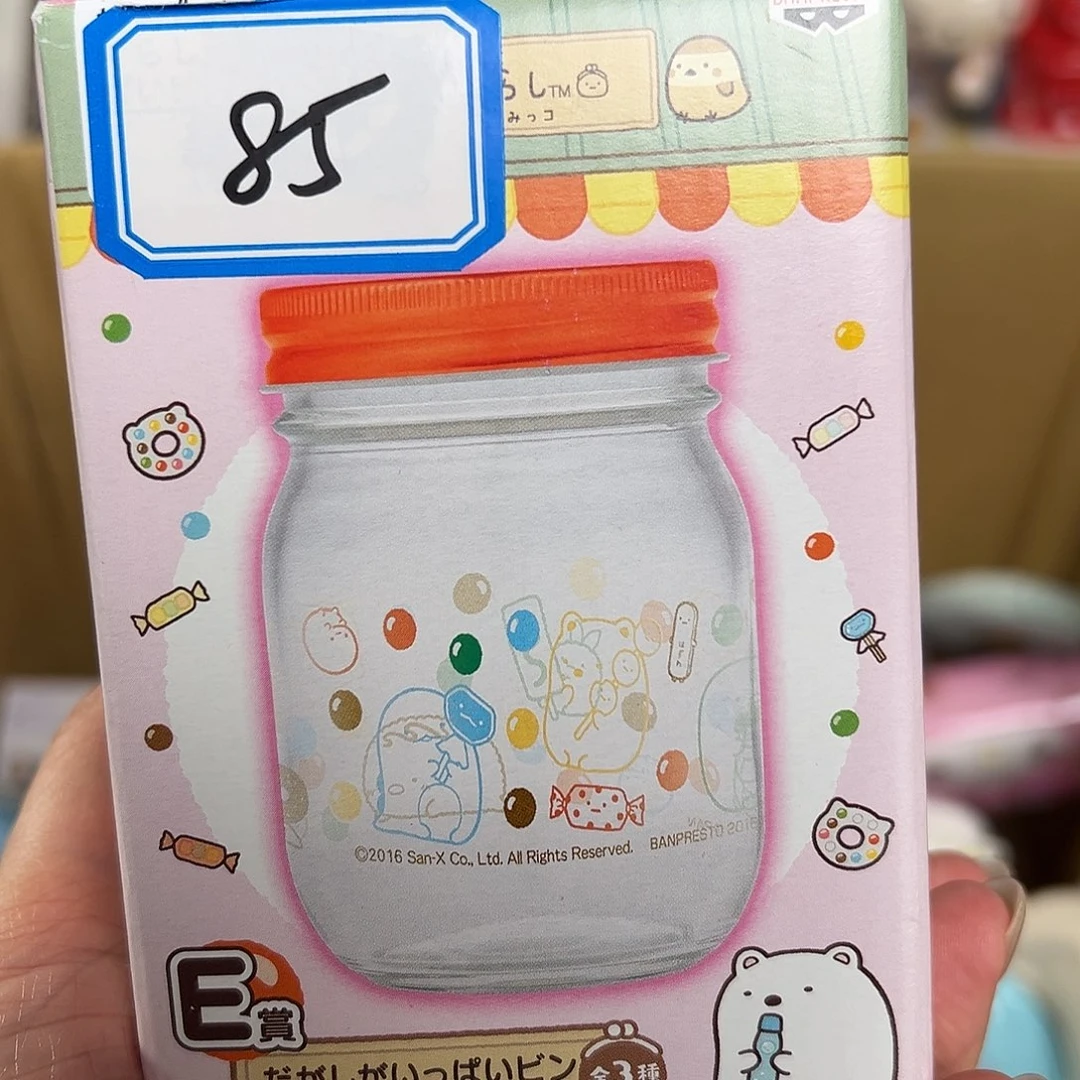 BANPRESTO
85
らし™
みっコ
©2016 San-X Co., Ltd. All Rights Reserved.
BANPRESTO 2016
E賞
だがしがいっぱいビン
全3種